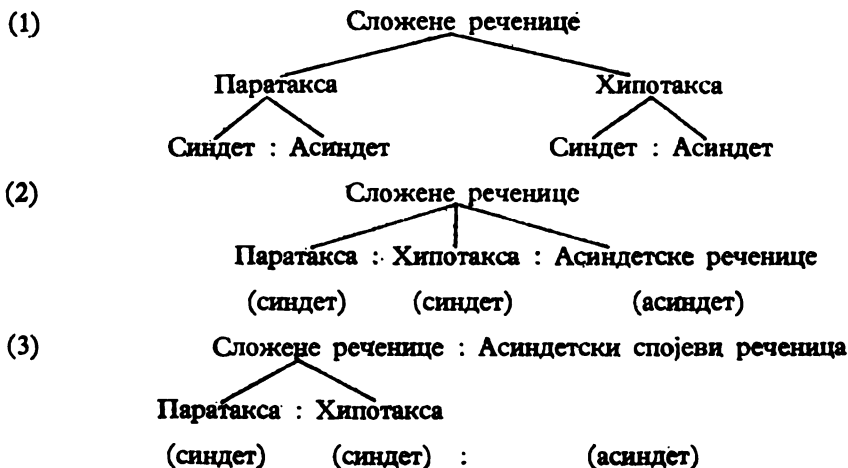 (1) Сложене реченице
Паратакса Хипотакса
Синдет : Асиндет Синдет : Асиндет
(2) Сложене реченице
Паратакса : Хипотакса : Асиндетске реченице
(синдет) (синдет) (асиндет)
(3) Сложене реченице : Асиндетски спојеви реченица
Паратакса : Хипотакса
(синдет) (синдет) : (асиндет)